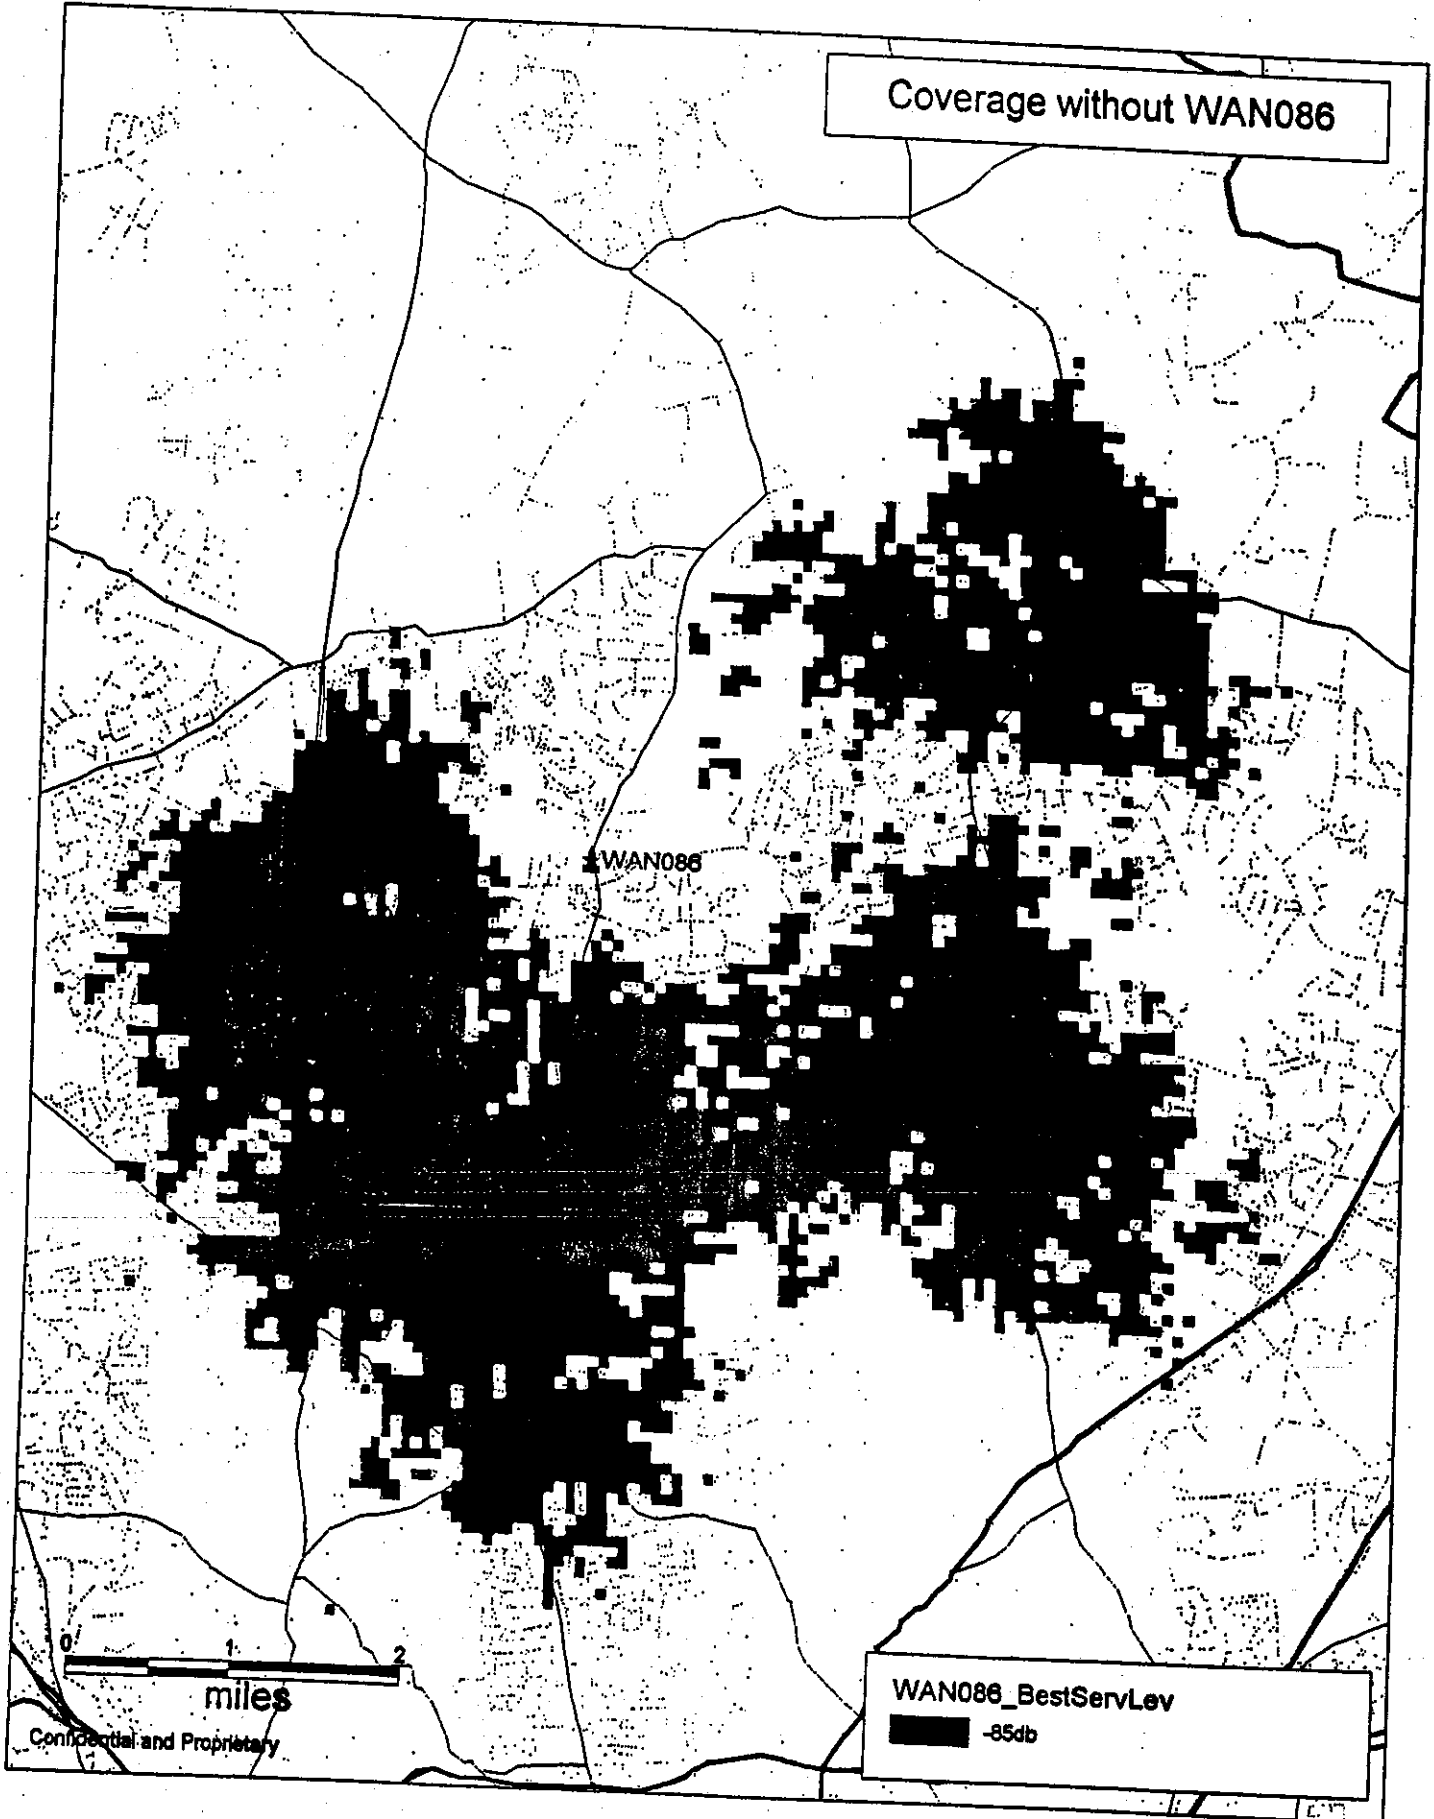 Coverage without WAN086
WAN086
0 1 2
miles
Confidential and Proprietary
WAN086_BestServLev
-85db